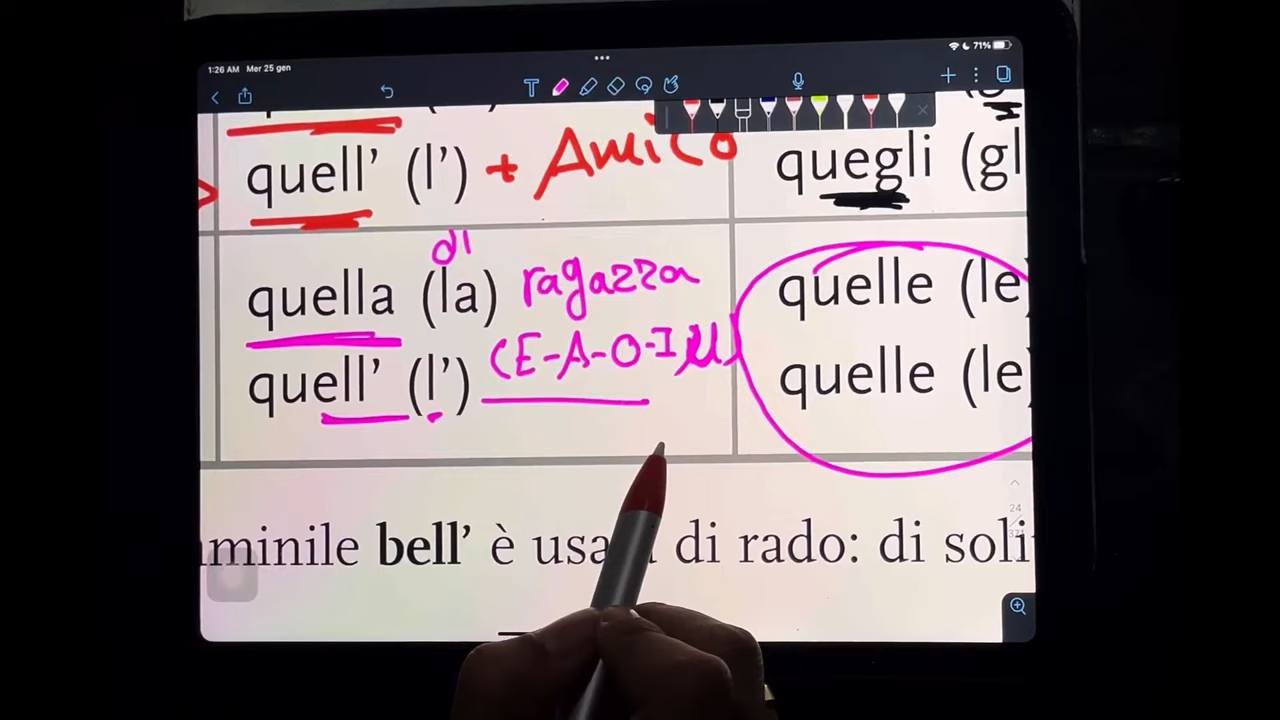 1:26 AM Mer 25 gen
71%
T
quell' (l') + Amico
quegli (gl
di
quella (la) ragazza
quelle (le
quell' (l') (E-A-O-I-U)
quelle (le
24
minile bell' è usa di rado: di soli